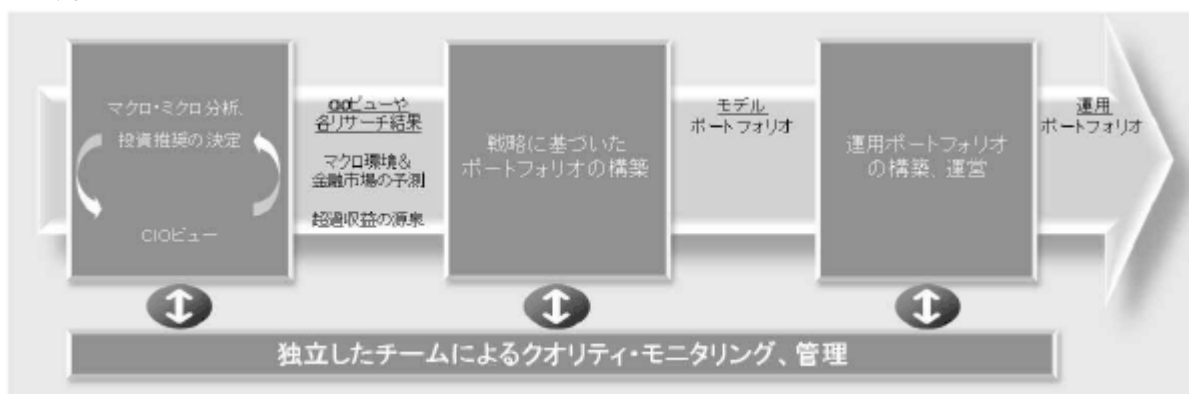 マクロ・ミクロ分析、
投資推奨の決定
CIOビュー
CIOビューや
各リサーチ結果
マクロ環境&
金融市場の予測
超過収益の源泉
戦略に基づいた
ポートフォリオの構築
モデル
ポートフォリオ
運用ポートフォリオ
の構築、運営
運用
ポートフォリオ
独立したチームによるクオリティ・モニタリング、管理